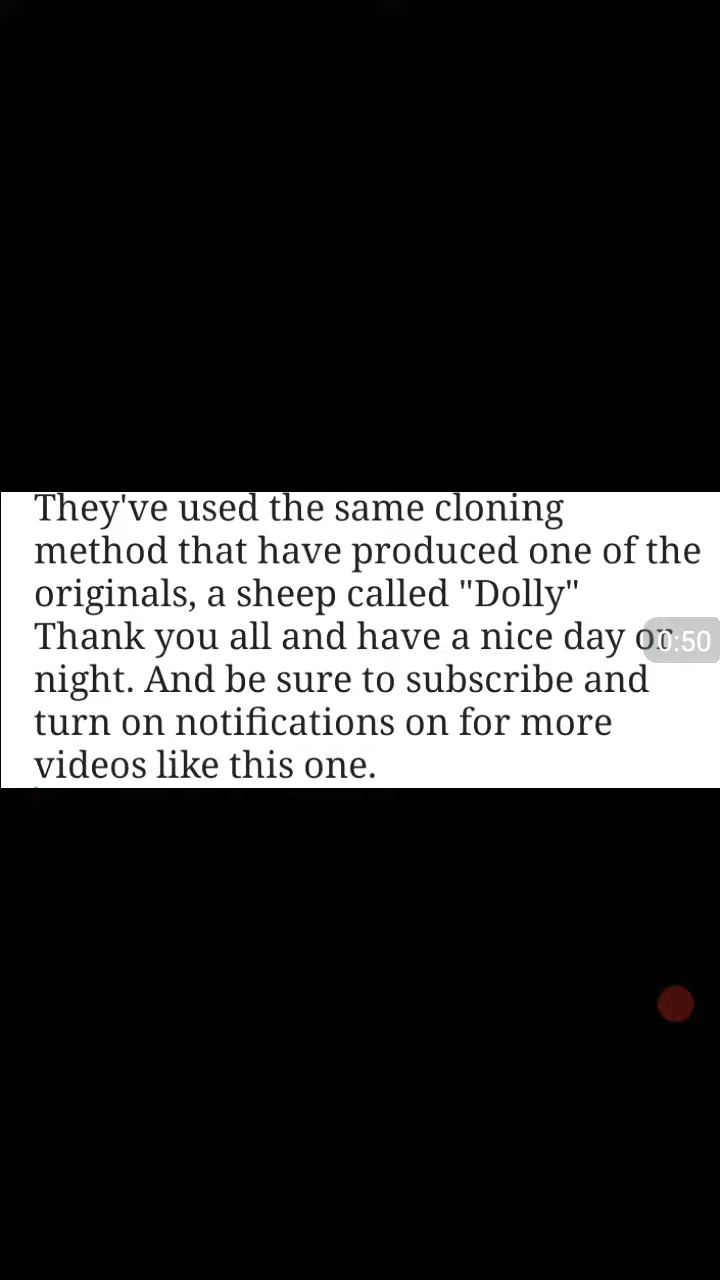 They've used the same cloning
method that have produced one of the
originals, a sheep called "Dolly"
Thank you all and have a nice day or
night. And be sure to subscribe and
turn on notifications on for more
videos like this one.
0:50